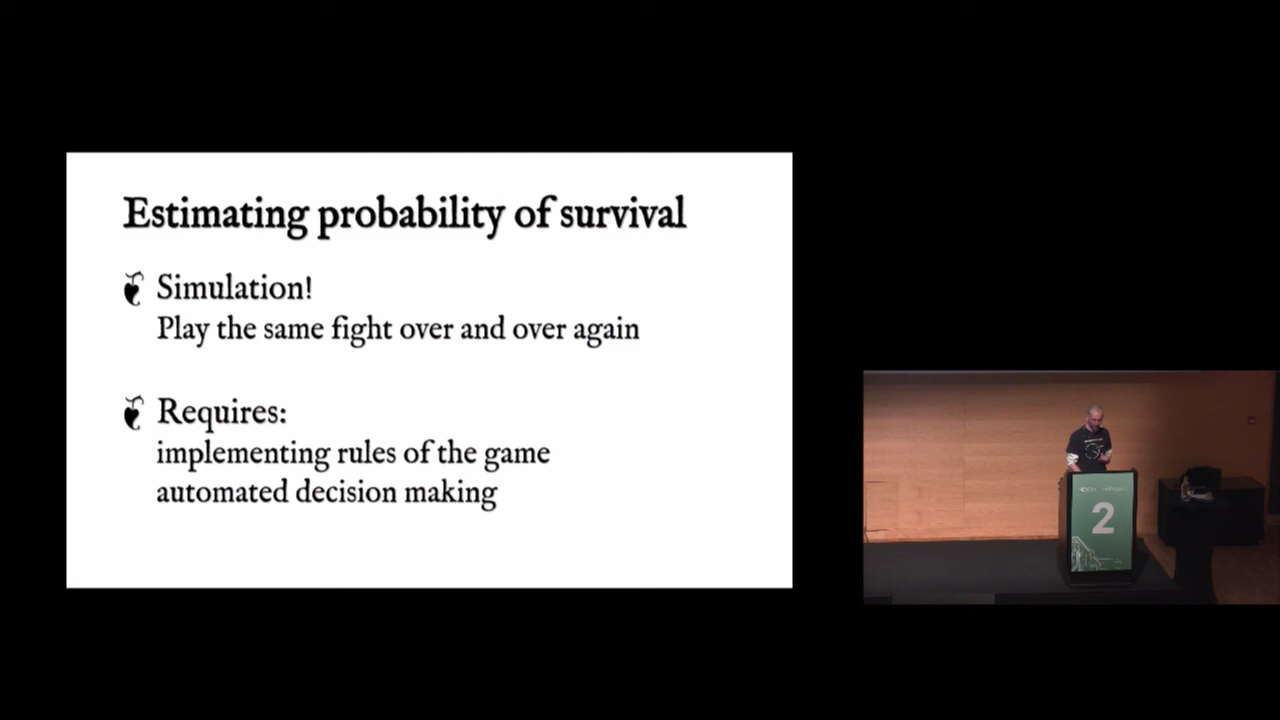 Estimating probability of survival
Simulation!
Play the same fight over and over again
Requires:
implementing rules of the game
automated decision making
2